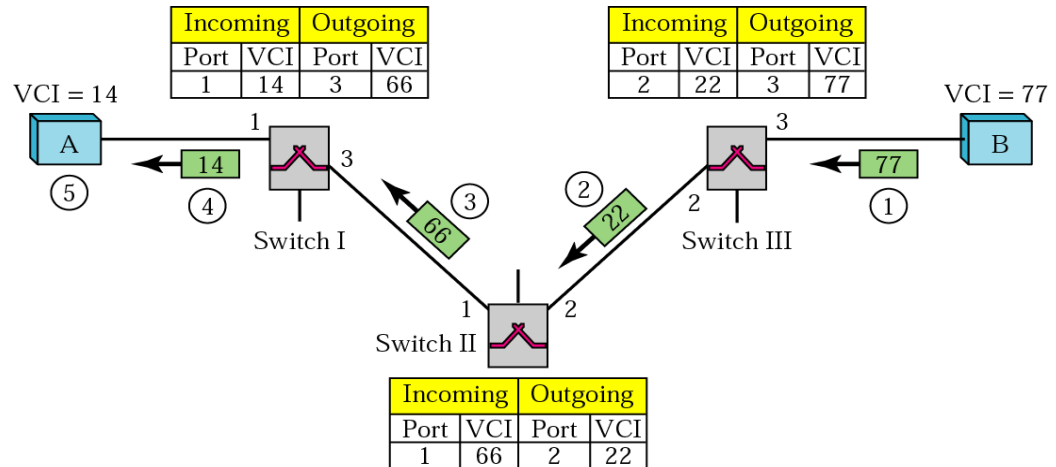 Incoming Outgoing
Port VCI Port VCI
1 14 3 66
Incoming Outgoing
Port VCI Port VCI
2 22 3 77
VCI = 14
VCI = 77
A
1
3
14
5
4
Switch I
3
66
2
22
3
2
Switch III
77
1
B
1
2
Switch II
Incoming Outgoing
Port VCI Port VCI
1 66 2 22